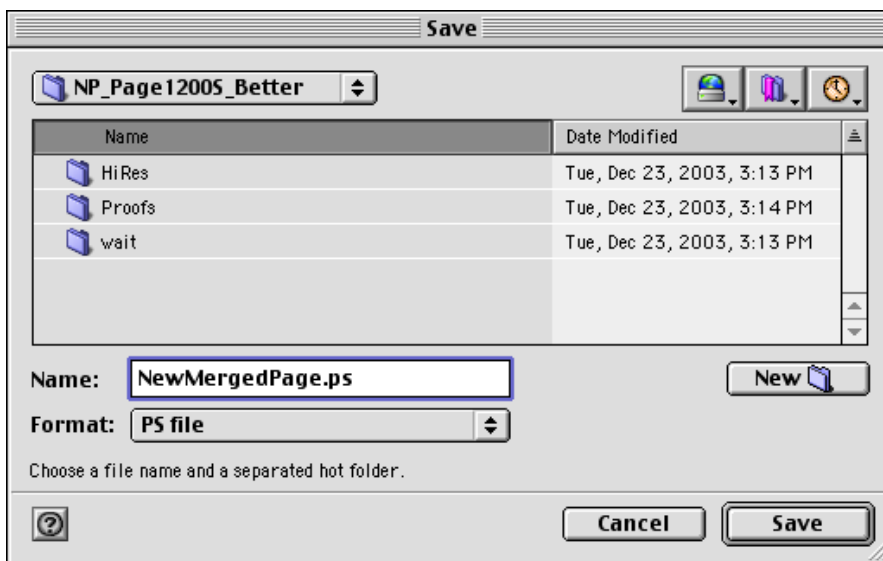 Save
NP_Page1200S_Better
Name Date Modified
HiRes Tue, Dec 23, 2003, 3:13 PM
Proofs Tue, Dec 23, 2003, 3:14 PM
wait Tue, Dec 23, 2003, 3:13 PM
Name: NewMergedPage.ps New
Format: PS file
Choose a file name and a separated hot folder.
? Cancel Save